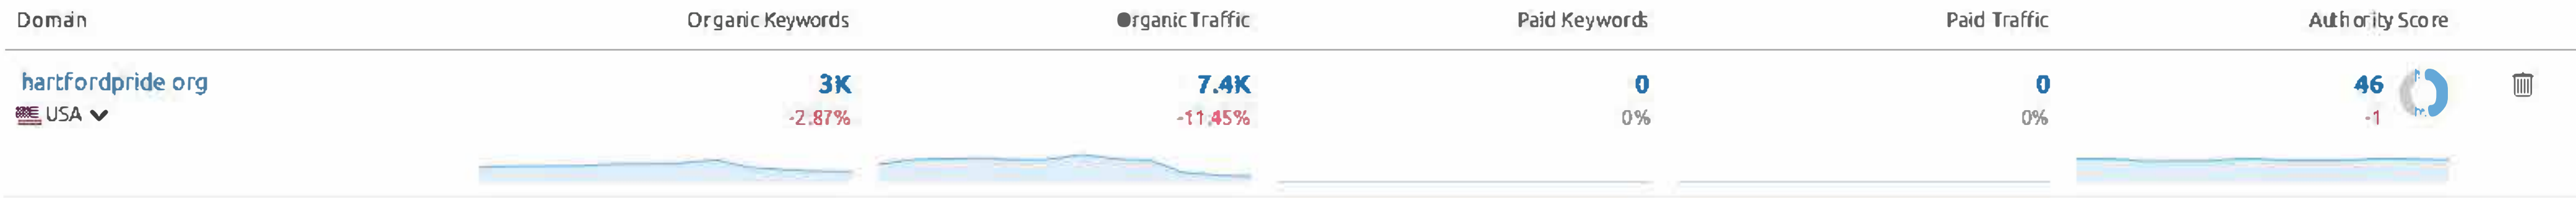 Domain Organic Keywords Organic Traffic Paid Keywords Paid Traffic Authority Score
hartfordpride org 3K 7.4K 0 0 46
USA -2.87% -11.45% 0% 0% -1